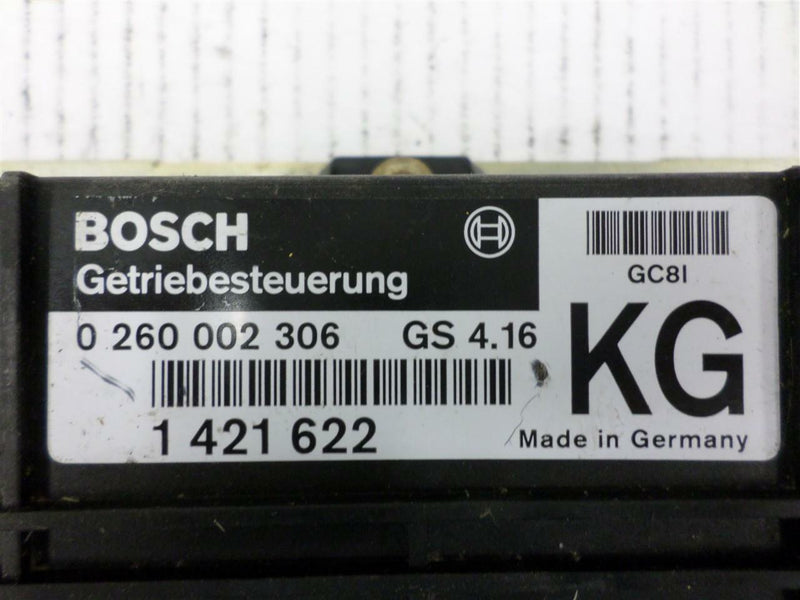 BOSCH
Getriebesteuerung
0 260 002 306 GS 4.16
1 421 622
GC8I
KG
Made in Germany